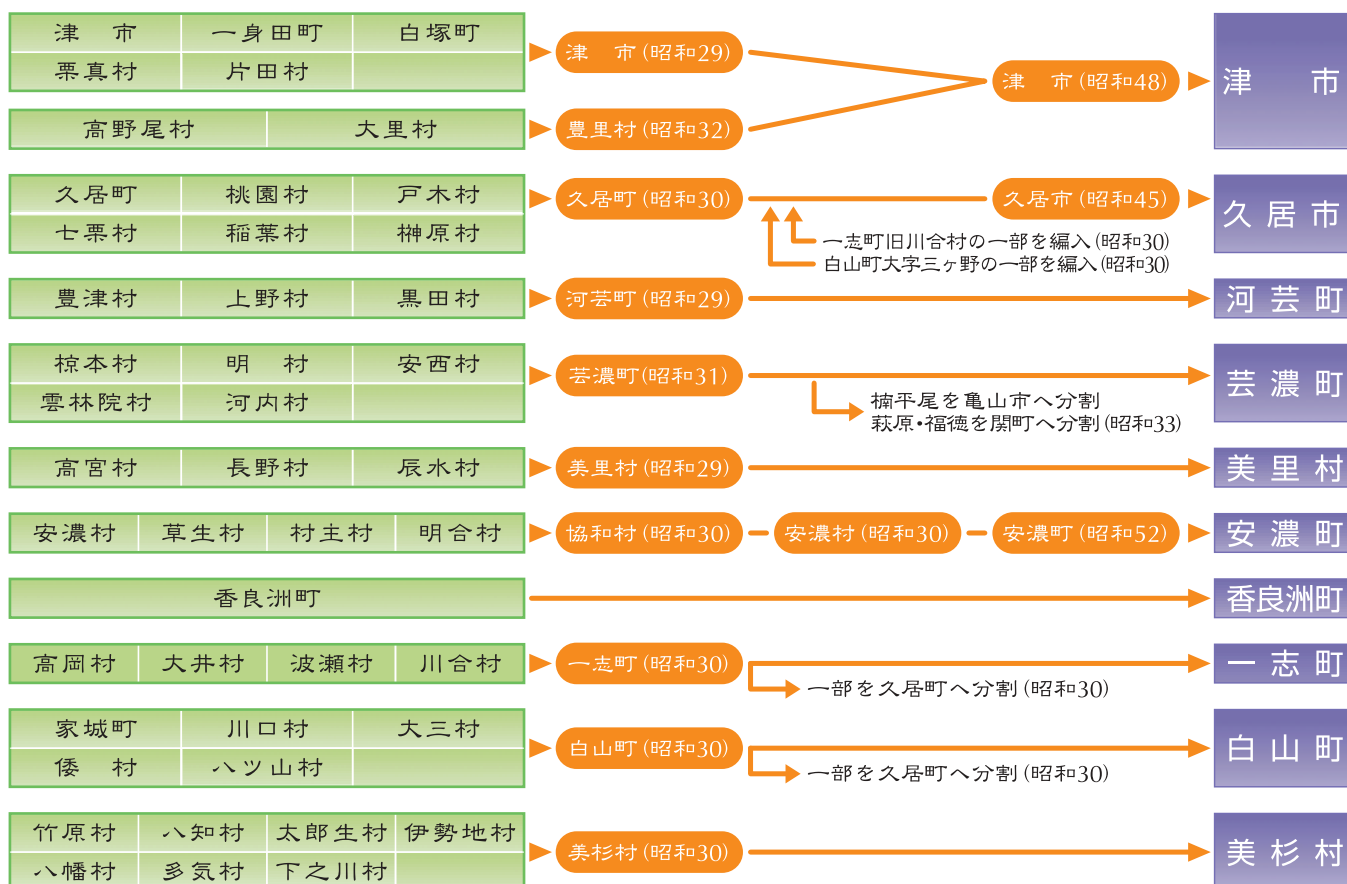 津　市　一身田町　白塚町
栗真村　片田村
津　市(昭和29)
高野尾村　大里村
豊里村(昭和32)
津　市(昭和48)
津　市
久居町　桃園村　戸木村
七栗村　稲葉村　榊原村
久居町(昭和30)
久居市(昭和45)
久居市
一志町旧川合村の一部を編入(昭和30)
白山町大字三ヶ野の一部を編入(昭和30)
豊津村　上野村　黒田村
河芸町(昭和29)
河芸町
椋本村　明　村　安西村
雲林院村　河内村
芸濃町(昭和31)
芸濃町
楠平尾を亀山市へ分割
萩原・福徳を関町へ分割(昭和33)
高宮村　長野村　辰水村
美里村(昭和29)
美里村
安濃村　草生村　村主村　明合村
協和村(昭和30)
安濃村(昭和30)
安濃町(昭和52)
安濃町
香良洲町
香良洲町
高岡村　大井村　波瀬村　川合村
一志町(昭和30)
一志町
一部を久居町へ分割(昭和30)
家城町　川口村　大三村
倭　村　八ツ山村
白山町(昭和30)
白山町
一部を久居町へ分割(昭和30)
竹原村　八知村　太郎生村　伊勢地村
八幡村　多気村　下之川村
美杉村(昭和30)
美杉村